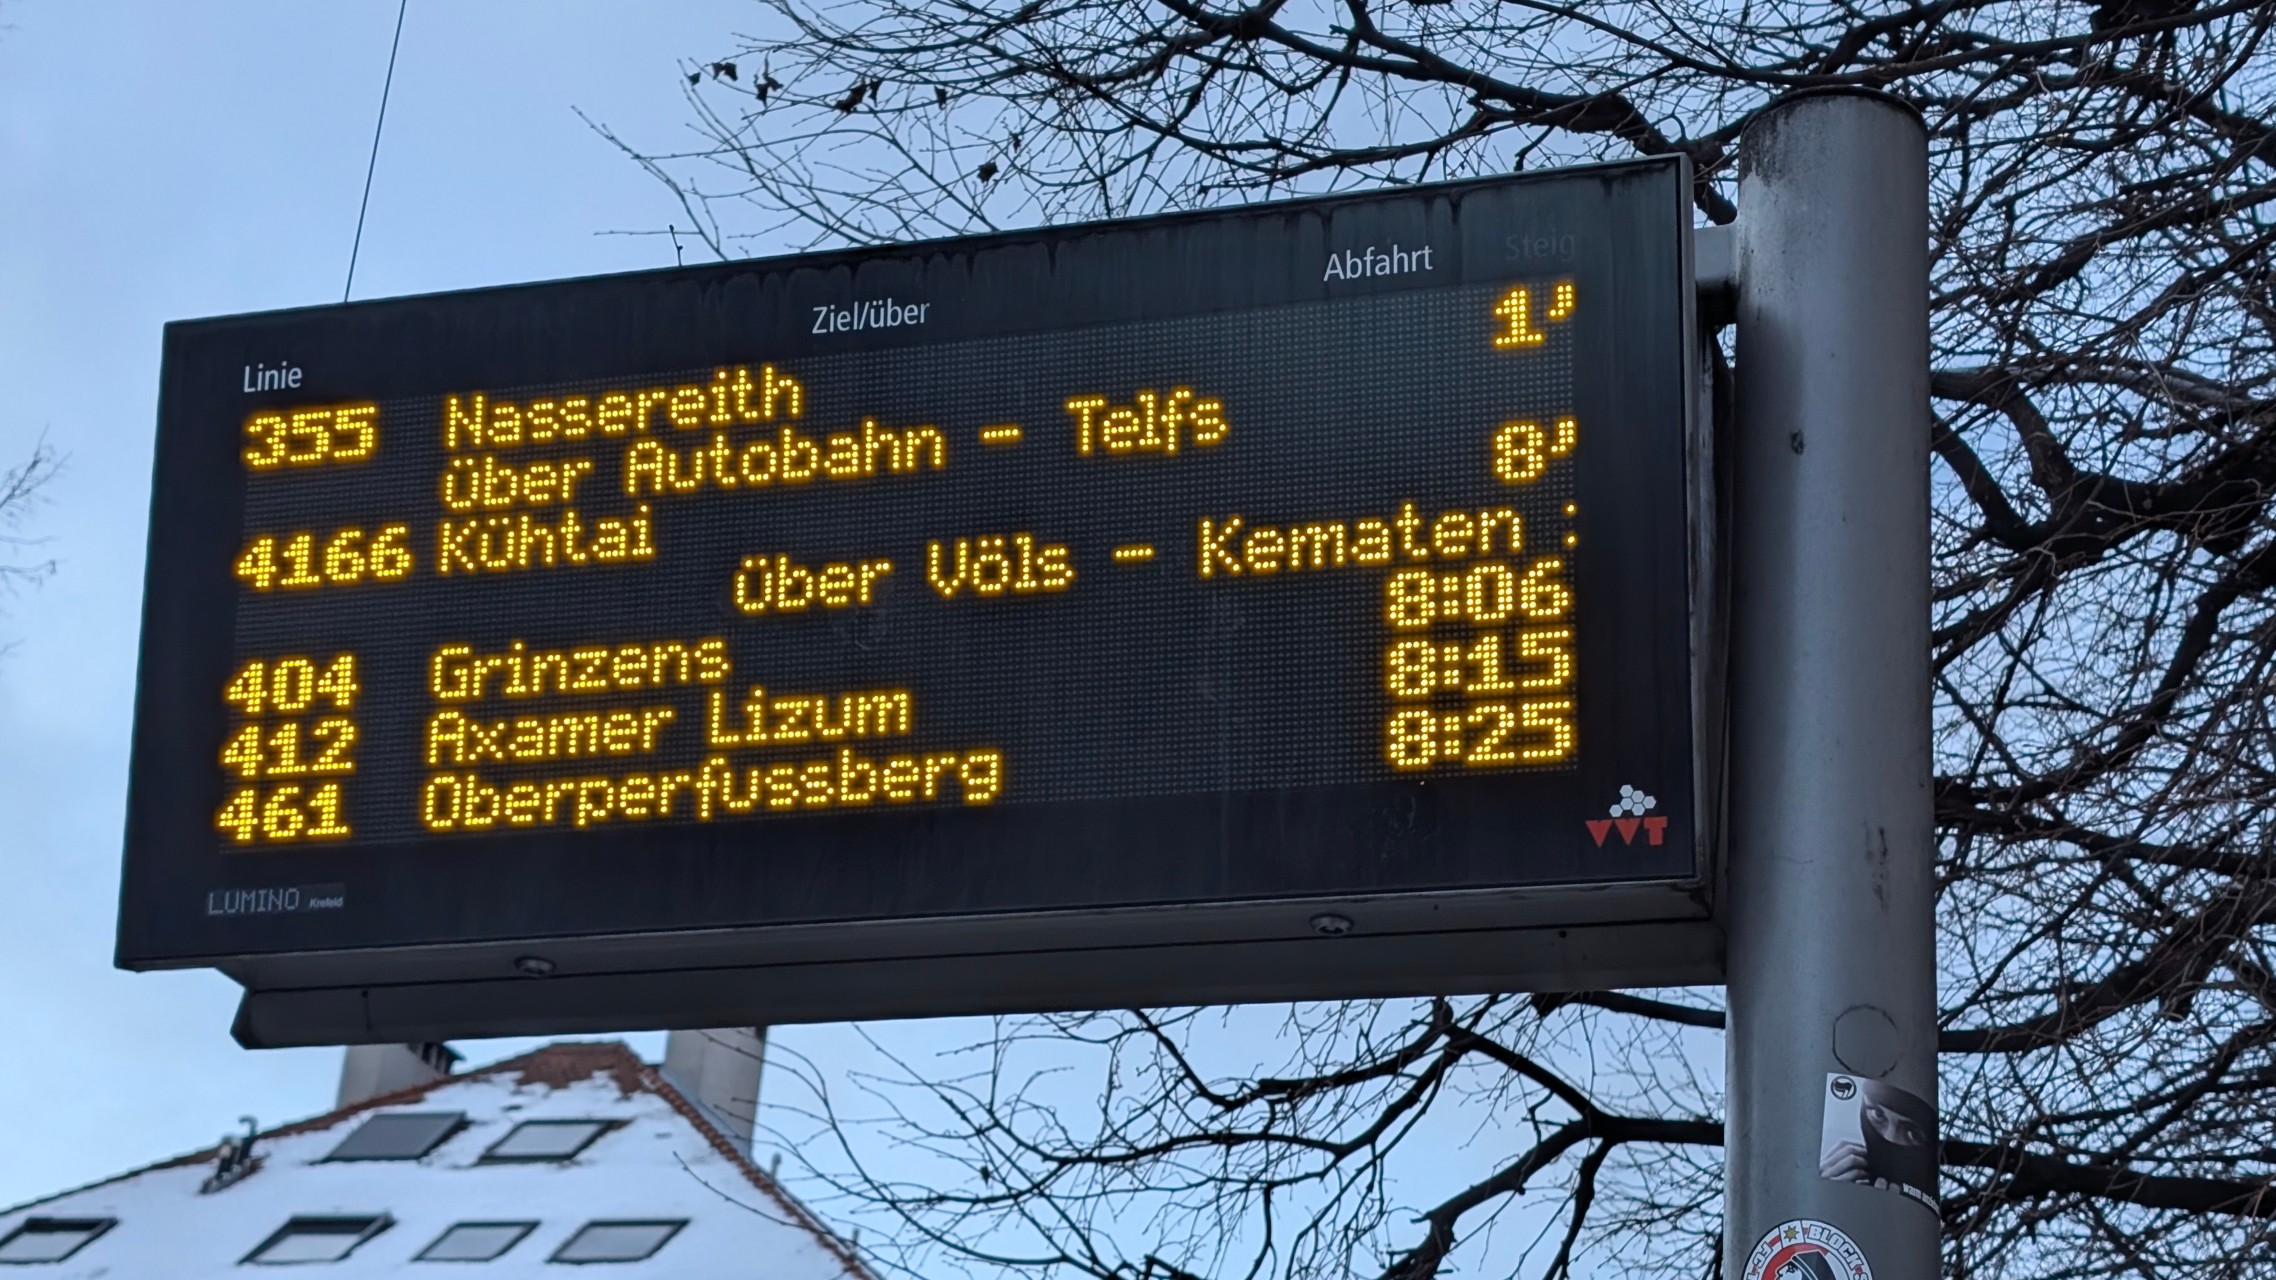 Linie Ziel/über Abfahrt Steig
355 Nassereith 1'
über Autobahn - Telfs
4166 Kühtai 8'
über Völs - Kematen
404 Grinzens 8:06
412 Axamer Lizum 8:15
461 Oberperfussberg 8:25
VVT
LUMINO Krefeld